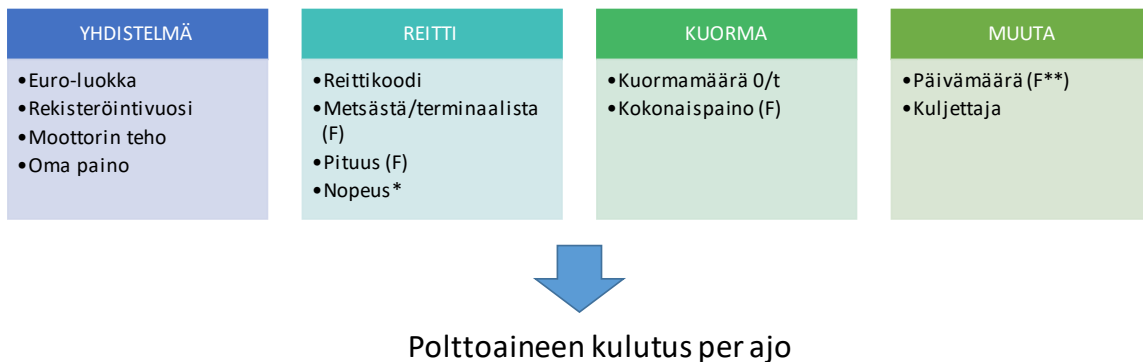 YHDISTELMÄ
•Euro-luokka
•Rekisteröintivuosi
•Moottorin teho
•Oma paino
REITTI
•Reittikoodi
•Metsästä/terminaalista
(F)
•Pituus (F)
•Nopeus*
KUORMA
•Kuormamäärä 0/t
•Kokonaispaino (F)
MUUTA
•Päivämäärä (F**)
•Kuljettaja
Polttoaineen kulutus per ajo